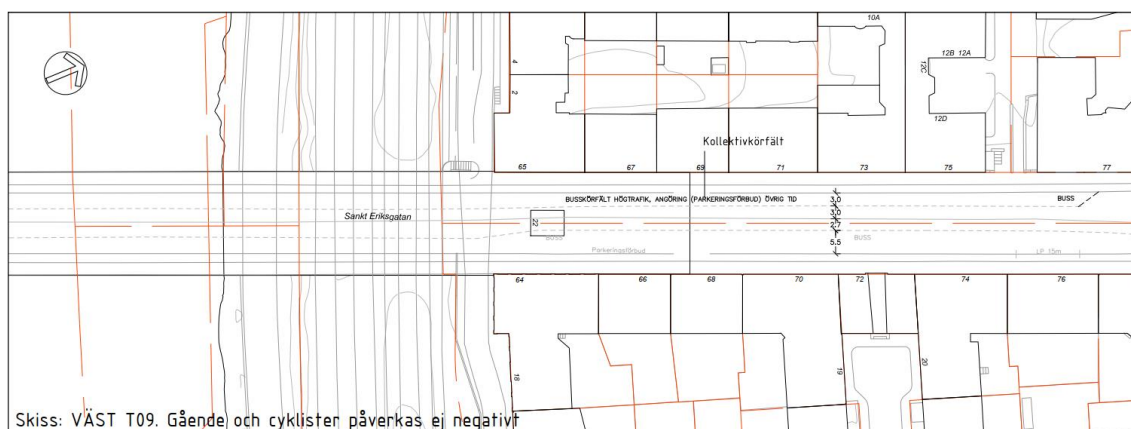 10A
12B 12A
12C
12D
4
2
Kollektivkörfält
65
67
69
71
73
75
77
BUSSKÖRFÄLT HÖGTRAFIK, ANGÖRING (PARKERINGSFÖRBUD) ÖVRIG TID
BUSS
3.0
3.0
2.7
5.5
Sankt Eriksgatan
22
BUSS
BUSS
Parkeringsförbud
LP 15m
64
66
68
70
72
74
76
18
19
20
Skiss: VÄST T09. Gående och cyklister påverkas ej negativt